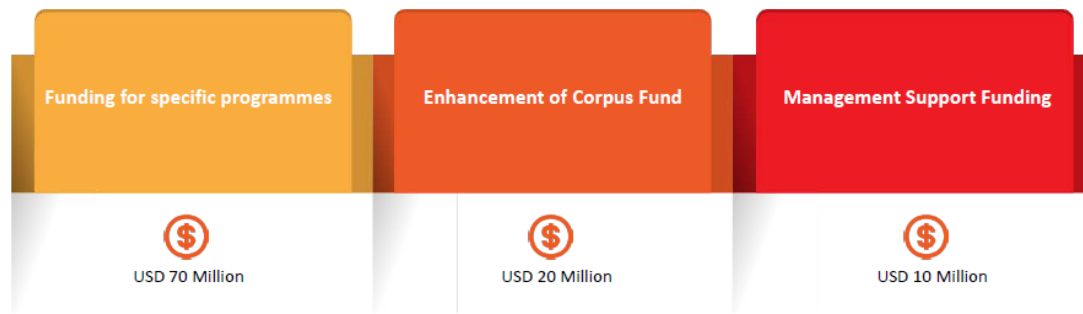 Funding for specific programmes
Enhancement of Corpus Fund
Management Support Funding
$
$
$
USD 70 Million
USD 20 Million
USD 10 Million